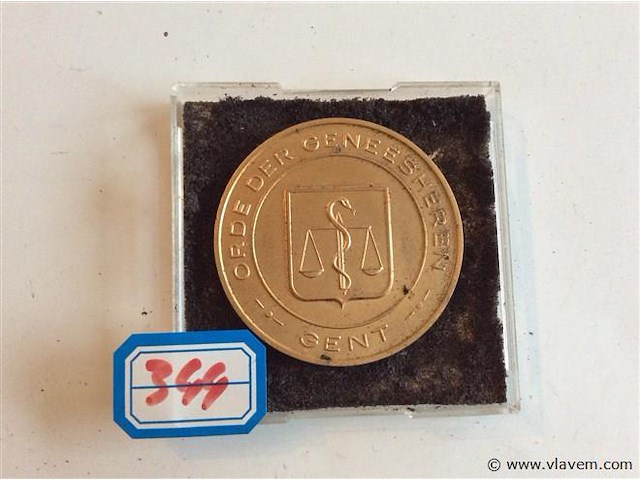 ORDE DER GENEESHEREN
GENT
344
© www.vlavem.com